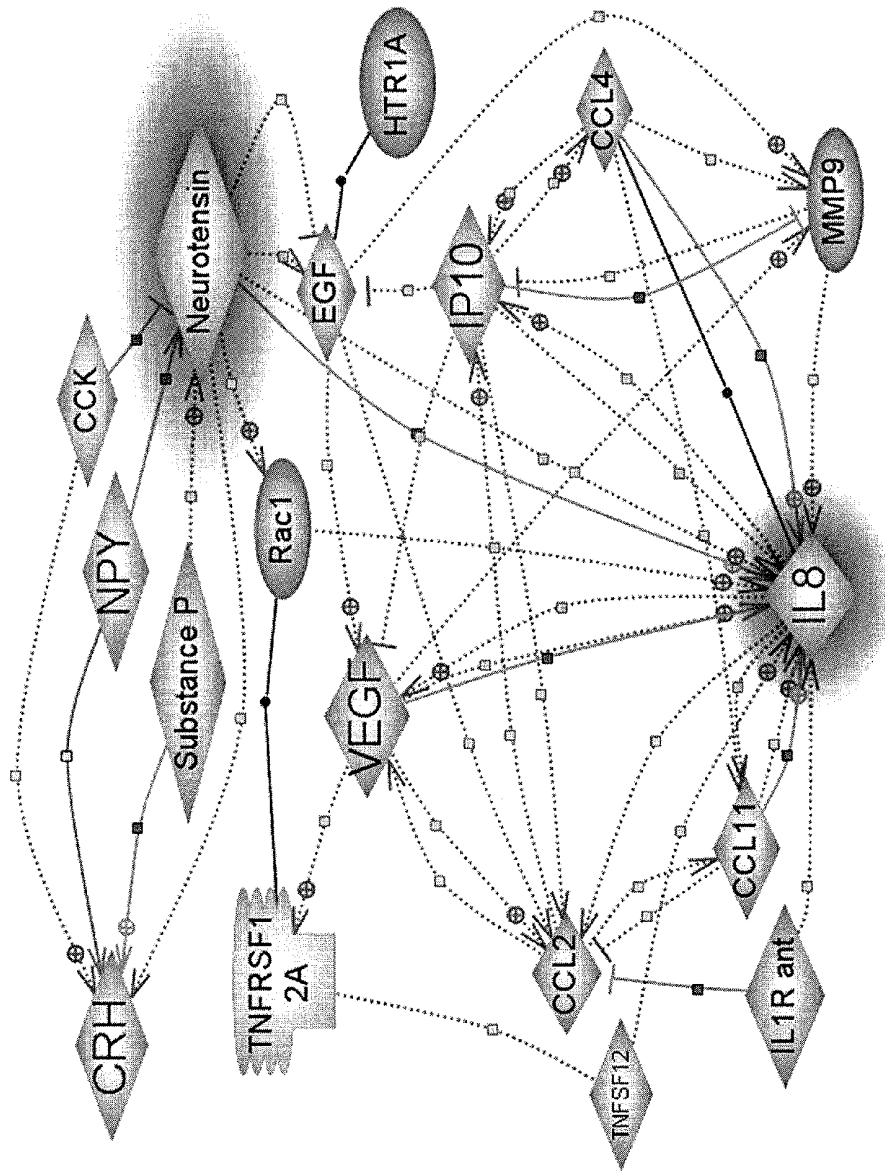 CRH
CCK
NPY
Substance P
Neurotensin
TNFRSF1
2A
Rac1
EGF
HTR1A
VEGF
IP10
CCL4
CCL2
TNFSF12
CCL11
IL1R ant
IL8
MMP9